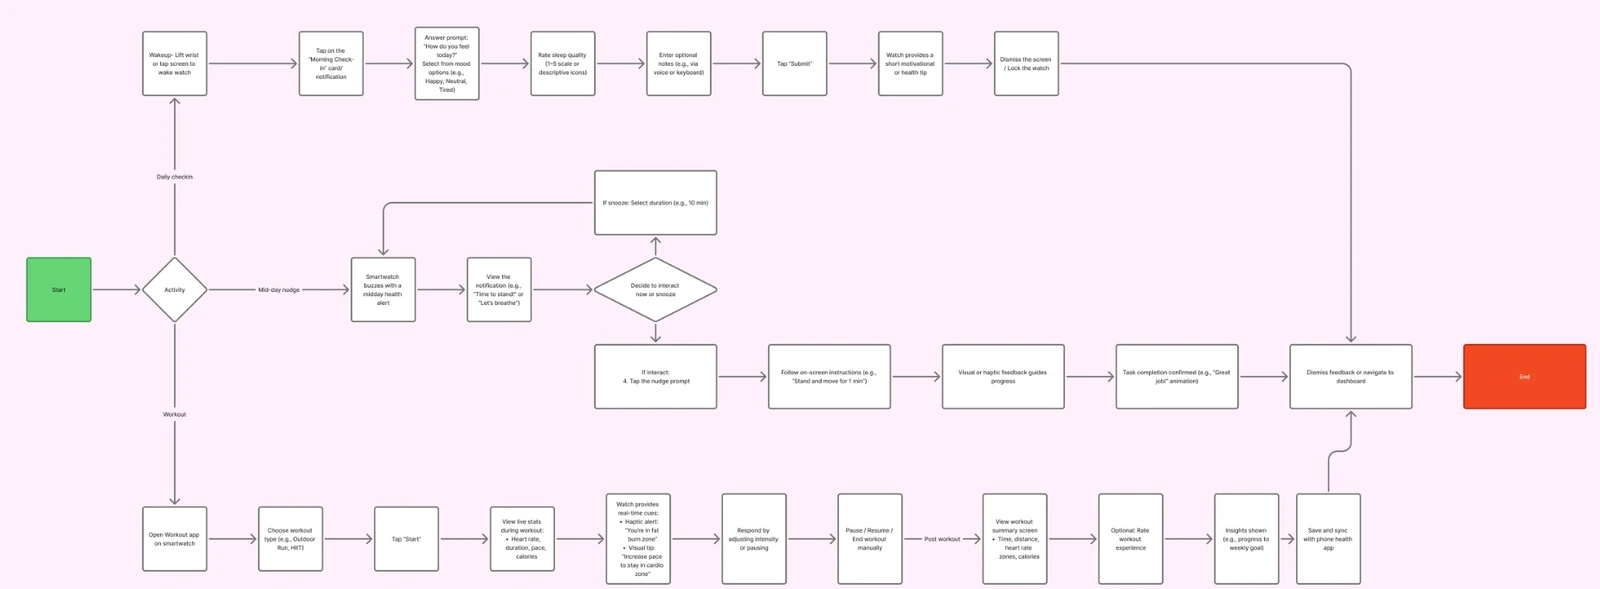 Wakeup- Lift wrist
or tap screen to
wake watch
Tap on the
"Morning Check-
in" card/
notification
Answer prompt:
"How do you feel
today?"
Select from mood
options (e.g.,
Happy, Neutral,
Tired)
Rate sleep quality
(1–5 scale or
descriptive icons)
Enter optional
notes (e.g., via
voice or keyboard)
Tap "Submit"
Watch provides a
short motivational
or health tip
Dismiss the screen
/ Lock the watch
Daily checkin
If snooze: Select duration (e.g., 10 min)
Start
Activity
Mid-day nudge
Smartwatch
buzzes with a
midday health
alert
View the
notification (e.g.,
"Time to stand!" or
"Let's breathe")
Decide to interact
now or snooze
If interact:
4. Tap the nudge prompt
Follow on-screen instructions (e.g.,
"Stand and move for 1 min")
Visual or haptic feedback guides
progress
Task completion confirmed (e.g., "Great
job!" animation)
Dismiss feedback or navigate to
dashboard
End
Workout
Open Workout app
on smartwatch
Choose workout
type (e.g., Outdoor
Run, HIIT)
Tap "Start"
View live stats
during workout:
• Heart rate,
duration, pace,
calories
Watch provides
real-time cues:
• Haptic alert:
"You're in fat
burn zone"
• Visual tip:
"Increase pace
to stay in cardio
zone"
Respond by
adjusting intensity
or pausing
Pause / Resume /
End workout
manually
Post workout
View workout
summary screen
• Time, distance,
heart rate
zones, calories
Optional: Rate
workout
experience
Insights shown
(e.g., progress to
weekly goal)
Save and sync
with phone health
app